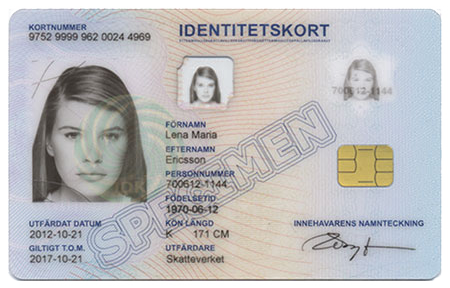 KORTNUMMER
9752 9999 962 0024 4969
IDENTITETSKORT
700612-1144
FÖRNAMN
Lena Maria
EFTERNAMN
Ericsson
PERSONNUMMER
700612-1144
FÖDELSETID
1970-06-12
KÖN LÄNGD
K 171 CM
UTFÄRDARE
Skatteverket
UTFÄRDAT DATUM
2012-10-21
GILTIGT T.O.M.
2017-10-21
INNEHAVARENS NAMNTECKNING
SPECIMEN